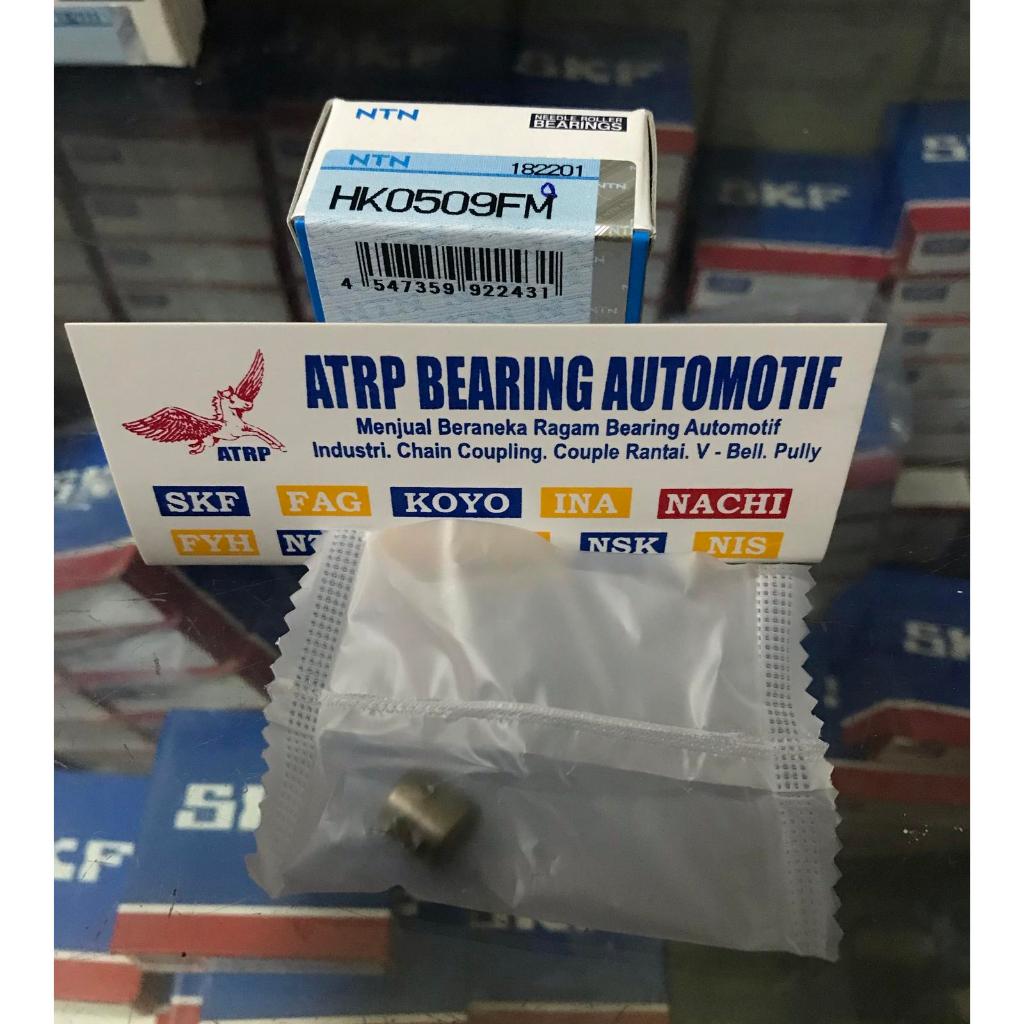 SKF
NTN
NEEDLE ROLLER
BEARINGS
NTN
182201
HK0509FM
NTN
4 547359 922431
SKF
ATRP BEARING AUTOMOTIF
Menjual Beraneka Ragam Bearing Automotif
Industri. Chain Coupling. Couple Rantai. V - Bell. Pully
ATRP
SKF FAG KOYO INA NACHI
FYH NSK NIS
SKF